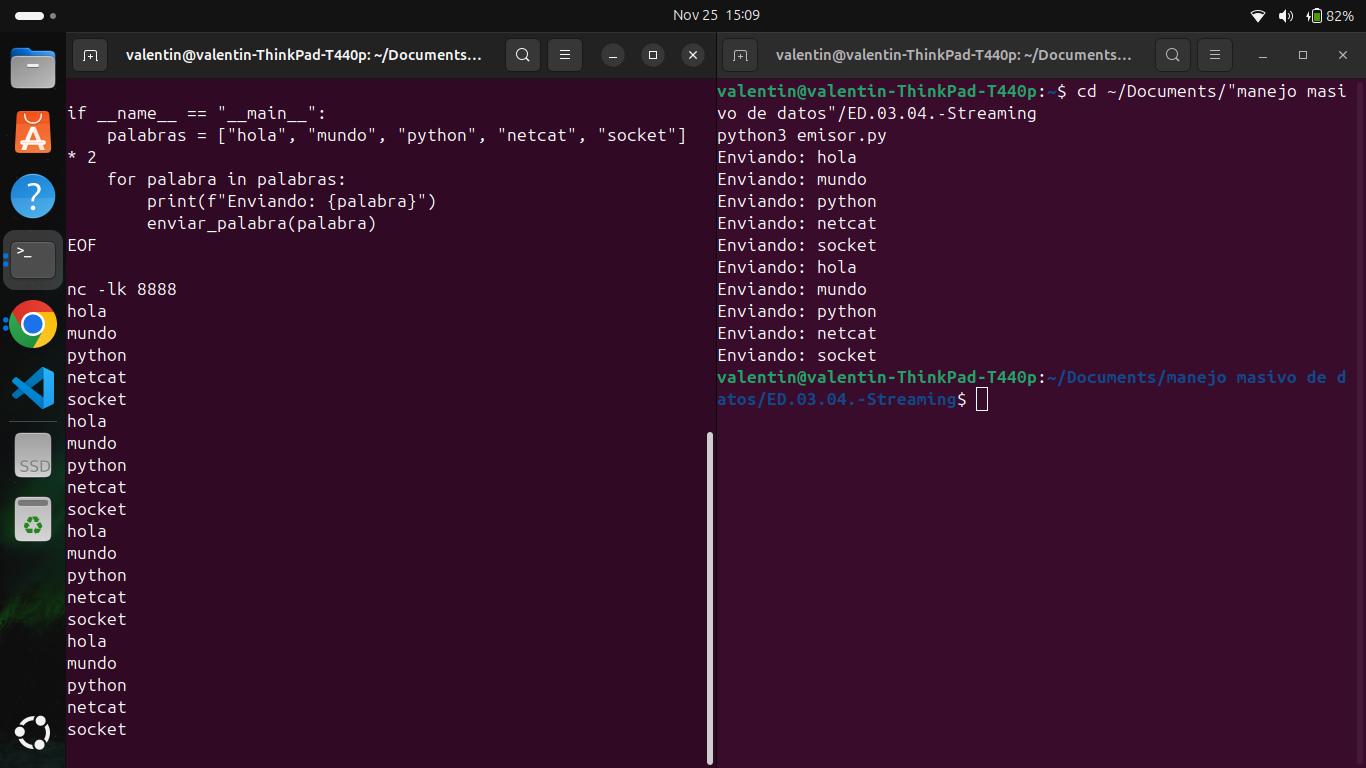 Nov 25 15:09
82%
valentin@valentin-ThinkPad-T440p: ~/Documents...
if __name__ == "__main__":
    palabras = ["hola", "mundo", "python", "netcat", "socket"]
* 2
    for palabra in palabras:
        print(f"Enviando: {palabra}")
        enviar_palabra(palabra)
EOF
nc -lk 8888
hola
mundo
python
netcat
socket
hola
mundo
python
netcat
socket
hola
mundo
python
netcat
socket
hola
mundo
python
netcat
socket
valentin@valentin-ThinkPad-T440p: ~/Documents...
valentin@valentin-ThinkPad-T440p:~$ cd ~/Documents/"manejo masi
vo de datos"/ED.03.04.-Streaming
python3 emisor.py
Enviando: hola
Enviando: mundo
Enviando: python
Enviando: netcat
Enviando: socket
Enviando: hola
Enviando: mundo
Enviando: python
Enviando: netcat
Enviando: socket
valentin@valentin-ThinkPad-T440p:~/Documents/manejo masivo de d
atos/ED.03.04.-Streaming$
>_
SSD